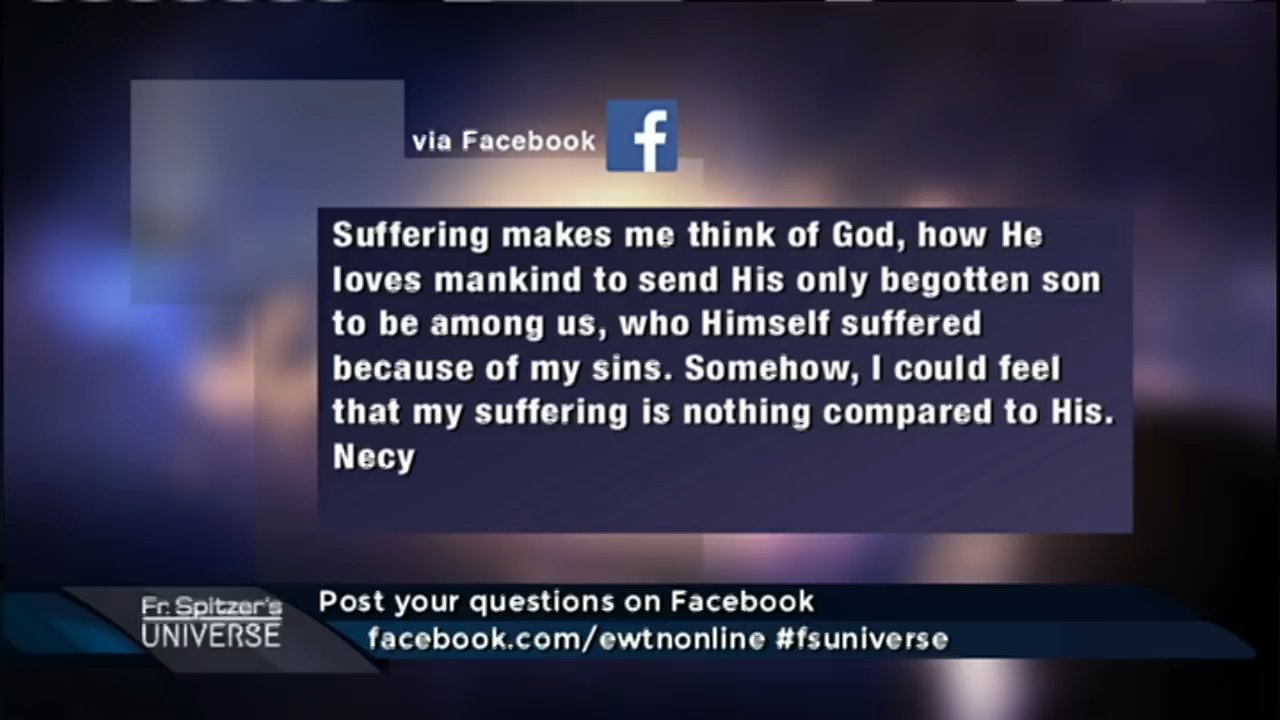 via Facebook
f
Suffering makes me think of God, how He
loves mankind to send His only begotten son
to be among us, who Himself suffered
because of my sins. Somehow, I could feel
that my suffering is nothing compared to His.
Necy
Fr. Spitzer's
UNIVERSE
Post your questions on Facebook
facebook.com/ewtnonline #fsuniverse